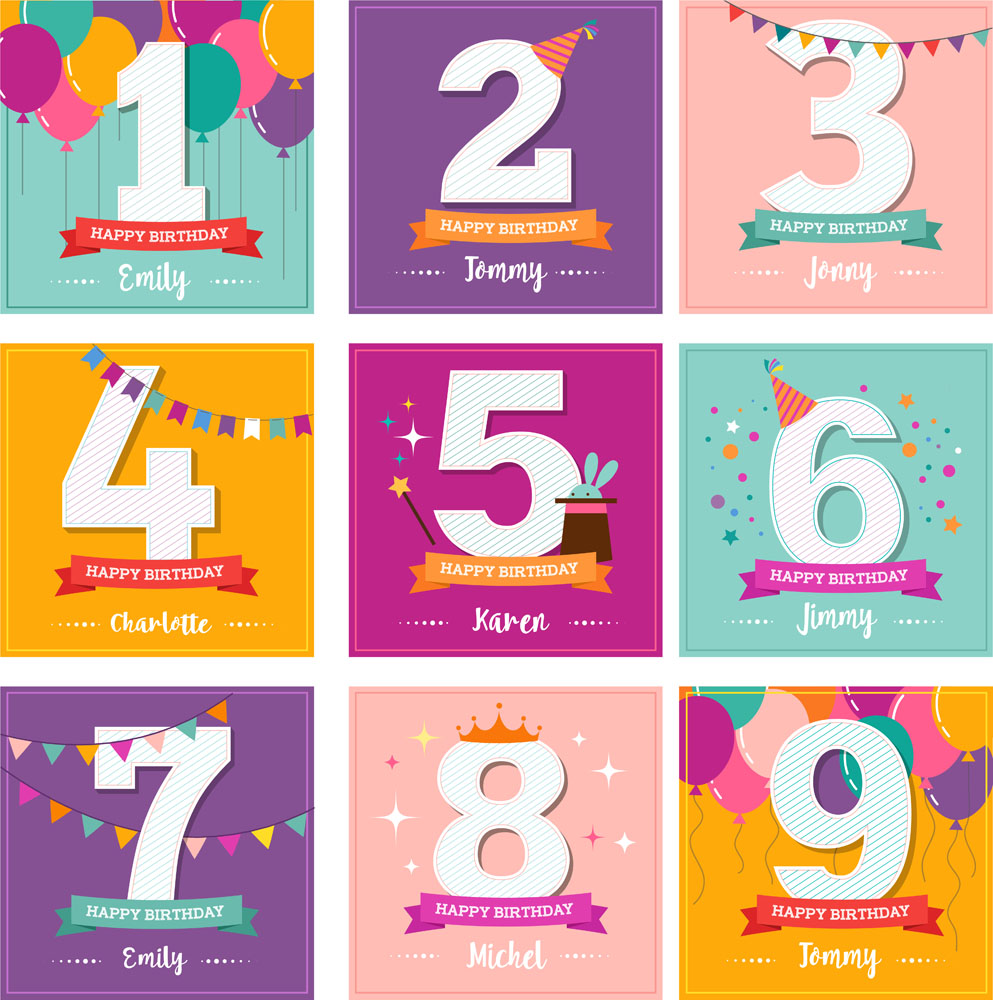 1
HAPPY BIRTHDAY
Emily
2
HAPPY BIRTHDAY
Tommy
3
HAPPY BIRTHDAY
Jonny
4
HAPPY BIRTHDAY
Charlotte
5
HAPPY BIRTHDAY
Karen
6
HAPPY BIRTHDAY
Jimmy
7
HAPPY BIRTHDAY
Emily
8
HAPPY BIRTHDAY
Michel
9
HAPPY BIRTHDAY
Tommy